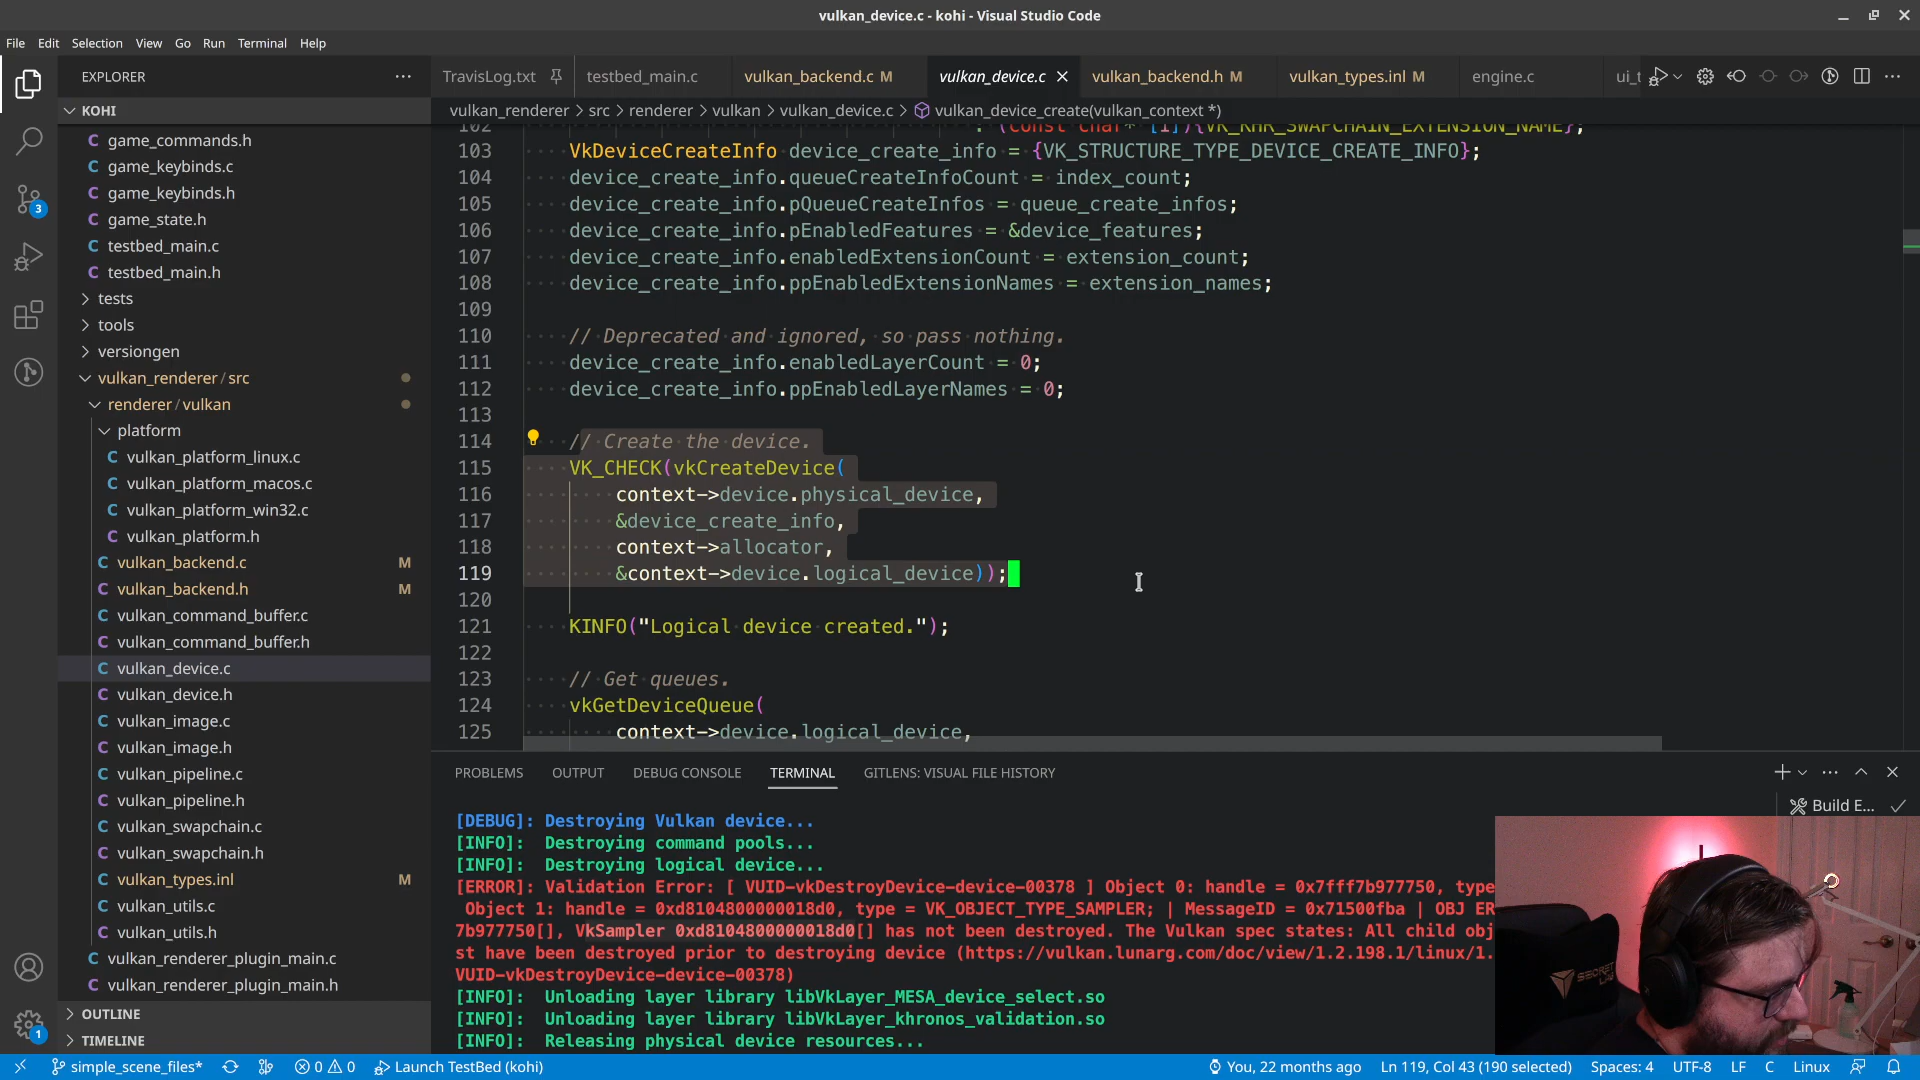 vulkan_device.c - kohi - Visual Studio Code
File Edit Selection View Go Run Terminal Help
EXPLORER
KOHI
game_commands.h
game_keybinds.c
game_keybinds.h
game_state.h
testbed_main.c
testbed_main.h
tests
tools
versiongen
vulkan_renderer/src
renderer/vulkan
platform
vulkan_platform_linux.c
vulkan_platform_macos.c
vulkan_platform_win32.c
vulkan_platform.h
vulkan_backend.c M
vulkan_backend.h M
vulkan_command_buffer.c
vulkan_command_buffer.h
vulkan_device.c
vulkan_device.h
vulkan_image.c
vulkan_image.h
vulkan_pipeline.c
vulkan_pipeline.h
vulkan_swapchain.c
vulkan_swapchain.h
vulkan_types.inl M
vulkan_utils.c
vulkan_utils.h
vulkan_renderer_plugin_main.c
vulkan_renderer_plugin_main.h
OUTLINE
TIMELINE
3
1
TravisLog.txt testbed_main.c vulkan_backend.c M vulkan_device.c vulkan_backend.h M vulkan_types.inl M engine.c ui_t
vulkan_renderer > src > renderer > vulkan > vulkan_device.c > vulkan_device_create(vulkan_context *)
102 : (const char* [1]){VK_KHR_SWAPCHAIN_EXTENSION_NAME};
103 VkDeviceCreateInfo device_create_info = {VK_STRUCTURE_TYPE_DEVICE_CREATE_INFO};
104 device_create_info.queueCreateInfoCount = index_count;
105 device_create_info.pQueueCreateInfos = queue_create_infos;
106 device_create_info.pEnabledFeatures = &device_features;
107 device_create_info.enabledExtensionCount = extension_count;
108 device_create_info.ppEnabledExtensionNames = extension_names;
109
110 // Deprecated and ignored, so pass nothing.
111 device_create_info.enabledLayerCount = 0;
112 device_create_info.ppEnabledLayerNames = 0;
113
114 // Create the device.
115 VK_CHECK(vkCreateDevice(
116 context->device.physical_device,
117 &device_create_info,
118 context->allocator,
119 &context->device.logical_device));
120
121 KINFO("Logical device created.");
122
123 // Get queues.
124 vkGetDeviceQueue(
125 context->device.logical_device,
PROBLEMS OUTPUT DEBUG CONSOLE TERMINAL GITLENS: VISUAL FILE HISTORY
Build E...
[DEBUG]: Destroying Vulkan device...
[INFO]: Destroying command pools...
[INFO]: Destroying logical device...
[ERROR]: Validation Error: [ VUID-vkDestroyDevice-device-00378 ] Object 0: handle = 0x7fff7b977750, type
Object 1: handle = 0xd8104800000018d0, type = VK_OBJECT_TYPE_SAMPLER; | MessageID = 0x71500fba | OBJ ER
7b977750[], VkSampler 0xd8104800000018d0[] has not been destroyed. The Vulkan spec states: All child obj
st have been destroyed prior to destroying device (https://vulkan.lunarg.com/doc/view/1.2.198.1/linux/1.
VUID-vkDestroyDevice-device-00378)
[INFO]: Unloading layer library libVkLayer_MESA_device_select.so
[INFO]: Unloading layer library libVkLayer_khronos_validation.so
[INFO]: Releasing physical device resources...
simple_scene_files* 0 0 Launch TestBed (kohi) You, 22 months ago Ln 119, Col 43 (190 selected) Spaces: 4 UTF-8 LF C Linux